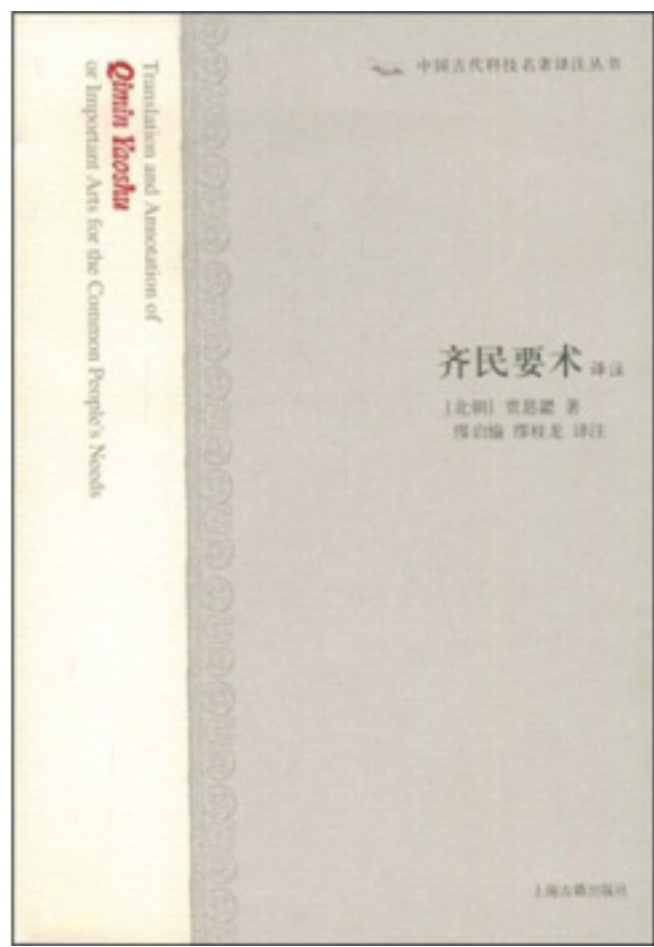 中国古代科技名著译注丛书
Translation and Annotation of
Qimin Yaoshu
or Important Arts for the Common People's Needs
齐民要术 译注
[北朝] 贾思勰 著
缪启愉 缪桂龙 译注
上海古籍出版社